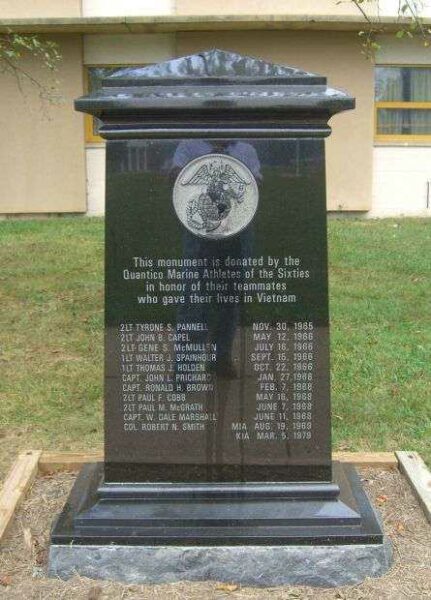 This monument is donated by the
Quantico Marine Athletes of the Sixties
in honor of their teammates
who gave their lives in Vietnam
2LT TYRONE S. PANNELL NOV. 30, 1965
2LT JOHN B. CAPEL MAY 12, 1966
2LT GENE S. McMULLEN JULY 16, 1966
1LT WALTER J. SPAINHOUR SEPT. 15, 1966
1LT THOMAS J. HOLDEN OCT. 22, 1966
CAPT. JOHN L. PRICHARD JAN. 27, 1968
CAPT. RONALD H. BROWN FEB. 7, 1968
2LT PAUL F. COBB MAY 16, 1968
2LT PAUL M. McGRATH JUNE 7, 1968
CAPT. W. DALE MARSHALL JUNE 11, 1968
COL. ROBERT N. SMITH MIA AUG. 19, 1969
KIA MAR. 5, 1979